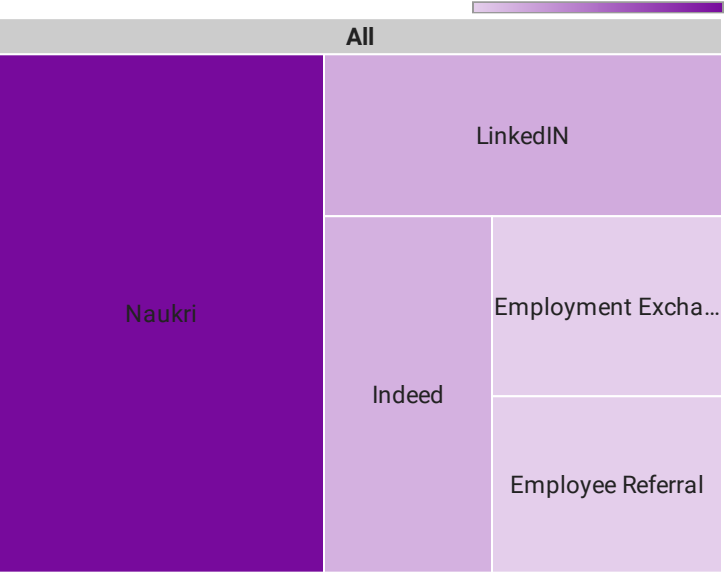 All
LinkedIN
Naukri
Employment Excha...
Indeed
Employee Referral